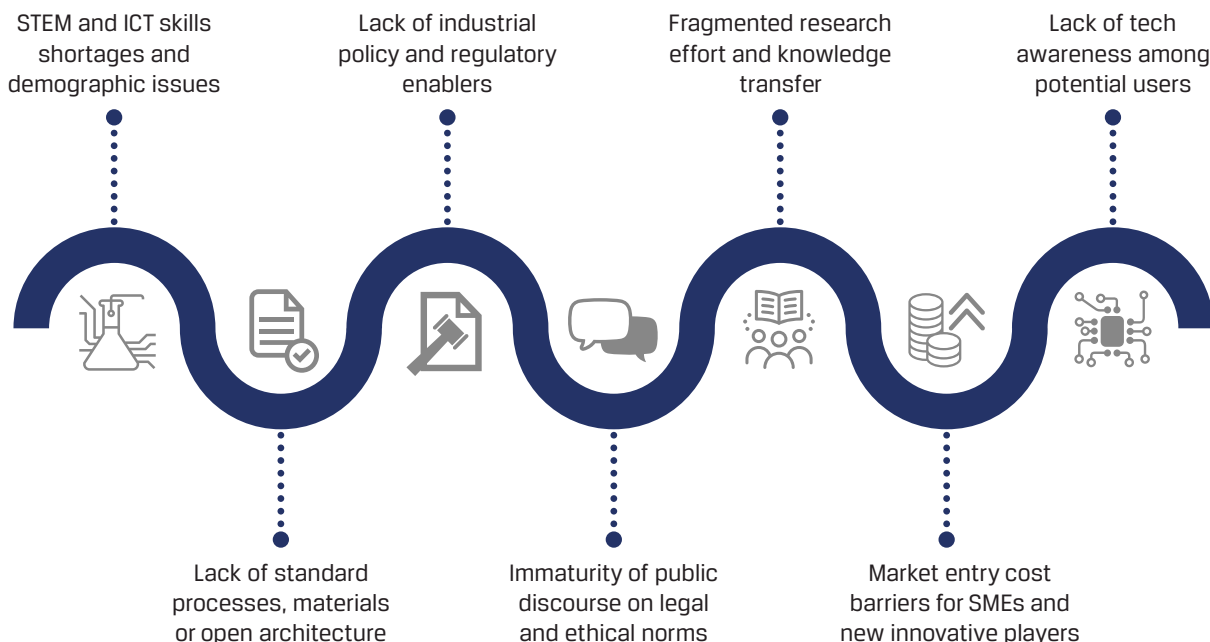 STEM and ICT skills
shortages and
demographic issues
Lack of industrial
policy and regulatory
enablers
Fragmented research
effort and knowledge
transfer
Lack of tech
awareness among
potential users
Lack of standard
processes, materials
or open architecture
Immaturity of public
discourse on legal
and ethical norms
Market entry cost
barriers for SMEs and
new innovative players